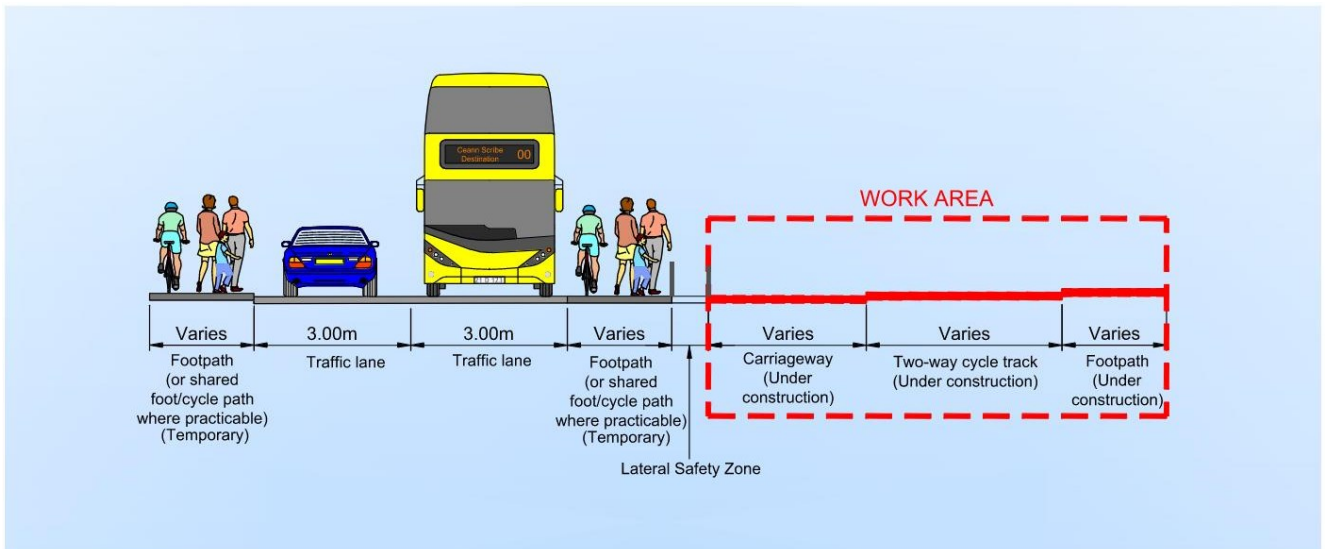 Ceann Scribe
Destination
00
WORK AREA
Varies
3.00m
3.00m
Varies
Varies
Varies
Varies
Footpath
(or shared
foot/cycle path
where practicable)
(Temporary)
Traffic lane
Traffic lane
Footpath
(or shared
foot/cycle path
where practicable)
(Temporary)
Lateral Safety Zone
Carriageway
(Under
construction)
Two-way cycle track
(Under construction)
Footpath
(Under
construction)